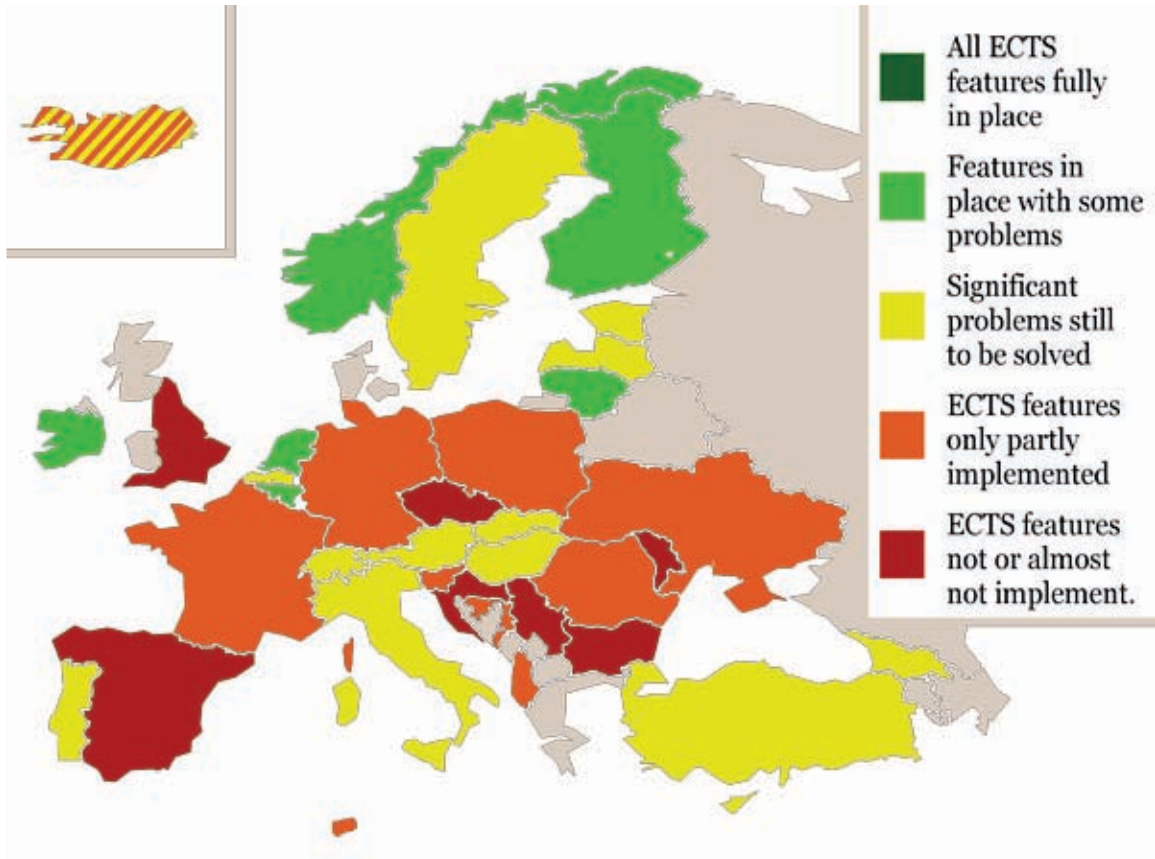 All ECTS
features fully
in place
Features in
place with some
problems
Significant
problems still
to be solved
ECTS features
only partly
implemented
ECTS features
not or almost
not implement.